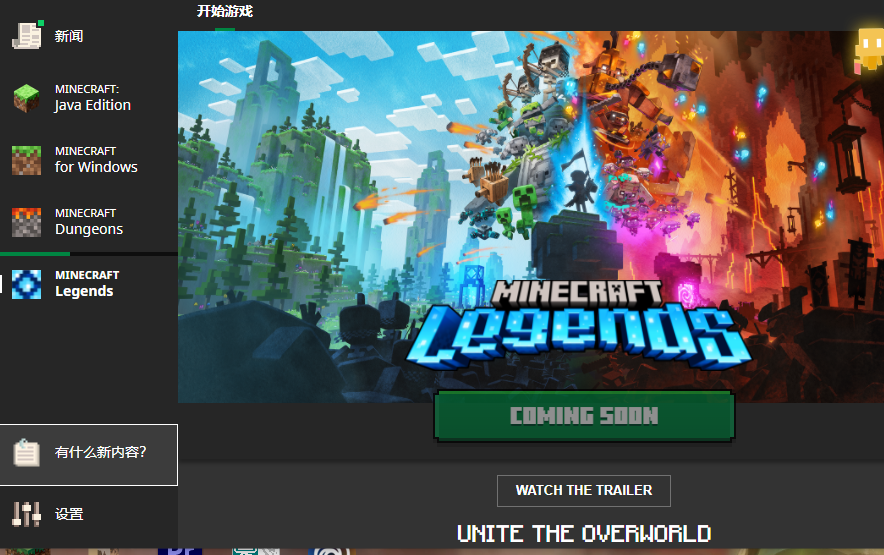 开始游戏
新闻
MINECRAFT:
Java Edition
MINECRAFT
for Windows
MINECRAFT
Dungeons
MINECRAFT
Legends
有什么新内容?
设置
MINECRAFT
Legends
COMING SOON
WATCH THE TRAILER
UNITE THE OVERWORLD